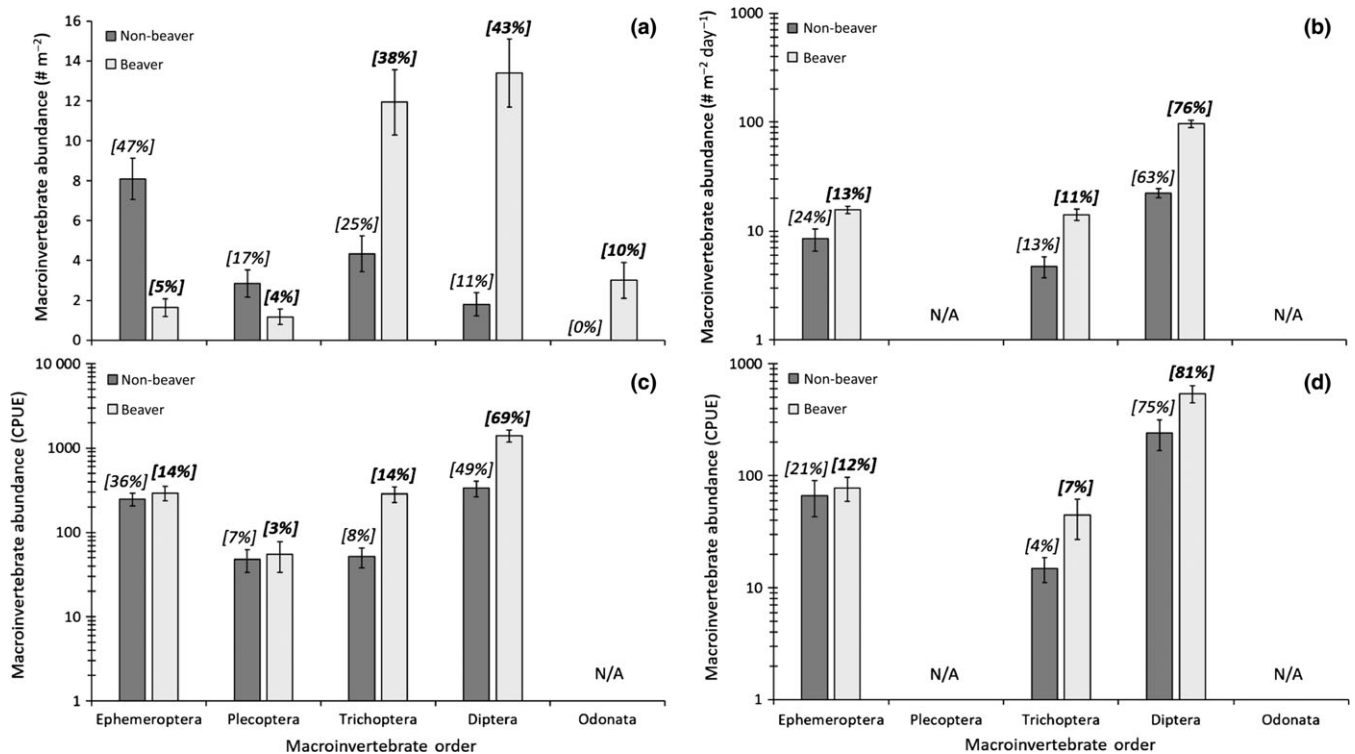 (a)
Macroinvertebrate abundance (# m⁻²)
16
14
12
10
8
6
4
2
0
Non-beaver
Beaver
[47%]
[5%]
[17%]
[4%]
[25%]
[38%]
[11%]
[43%]
[0%]
[10%]
(b)
Macroinvertebrate abundance (# m⁻² day⁻¹)
1000
100
10
1
Non-beaver
Beaver
[24%]
[13%]
N/A
[13%]
[11%]
[63%]
[76%]
N/A
(c)
Macroinvertebrate abundance (CPUE)
10 000
1000
100
10
1
Non-beaver
Beaver
[36%]
[14%]
[7%]
[3%]
[8%]
[14%]
[49%]
[69%]
N/A
Ephemeroptera Plecoptera Trichoptera Diptera Odonata
Macroinvertebrate order
(d)
Macroinvertebrate abundance (CPUE)
1000
100
10
1
Non-beaver
Beaver
[21%]
[12%]
N/A
[4%]
[7%]
[75%]
[81%]
N/A
Ephemeroptera Plecoptera Trichoptera Diptera Odonata
Macroinvertebrate order